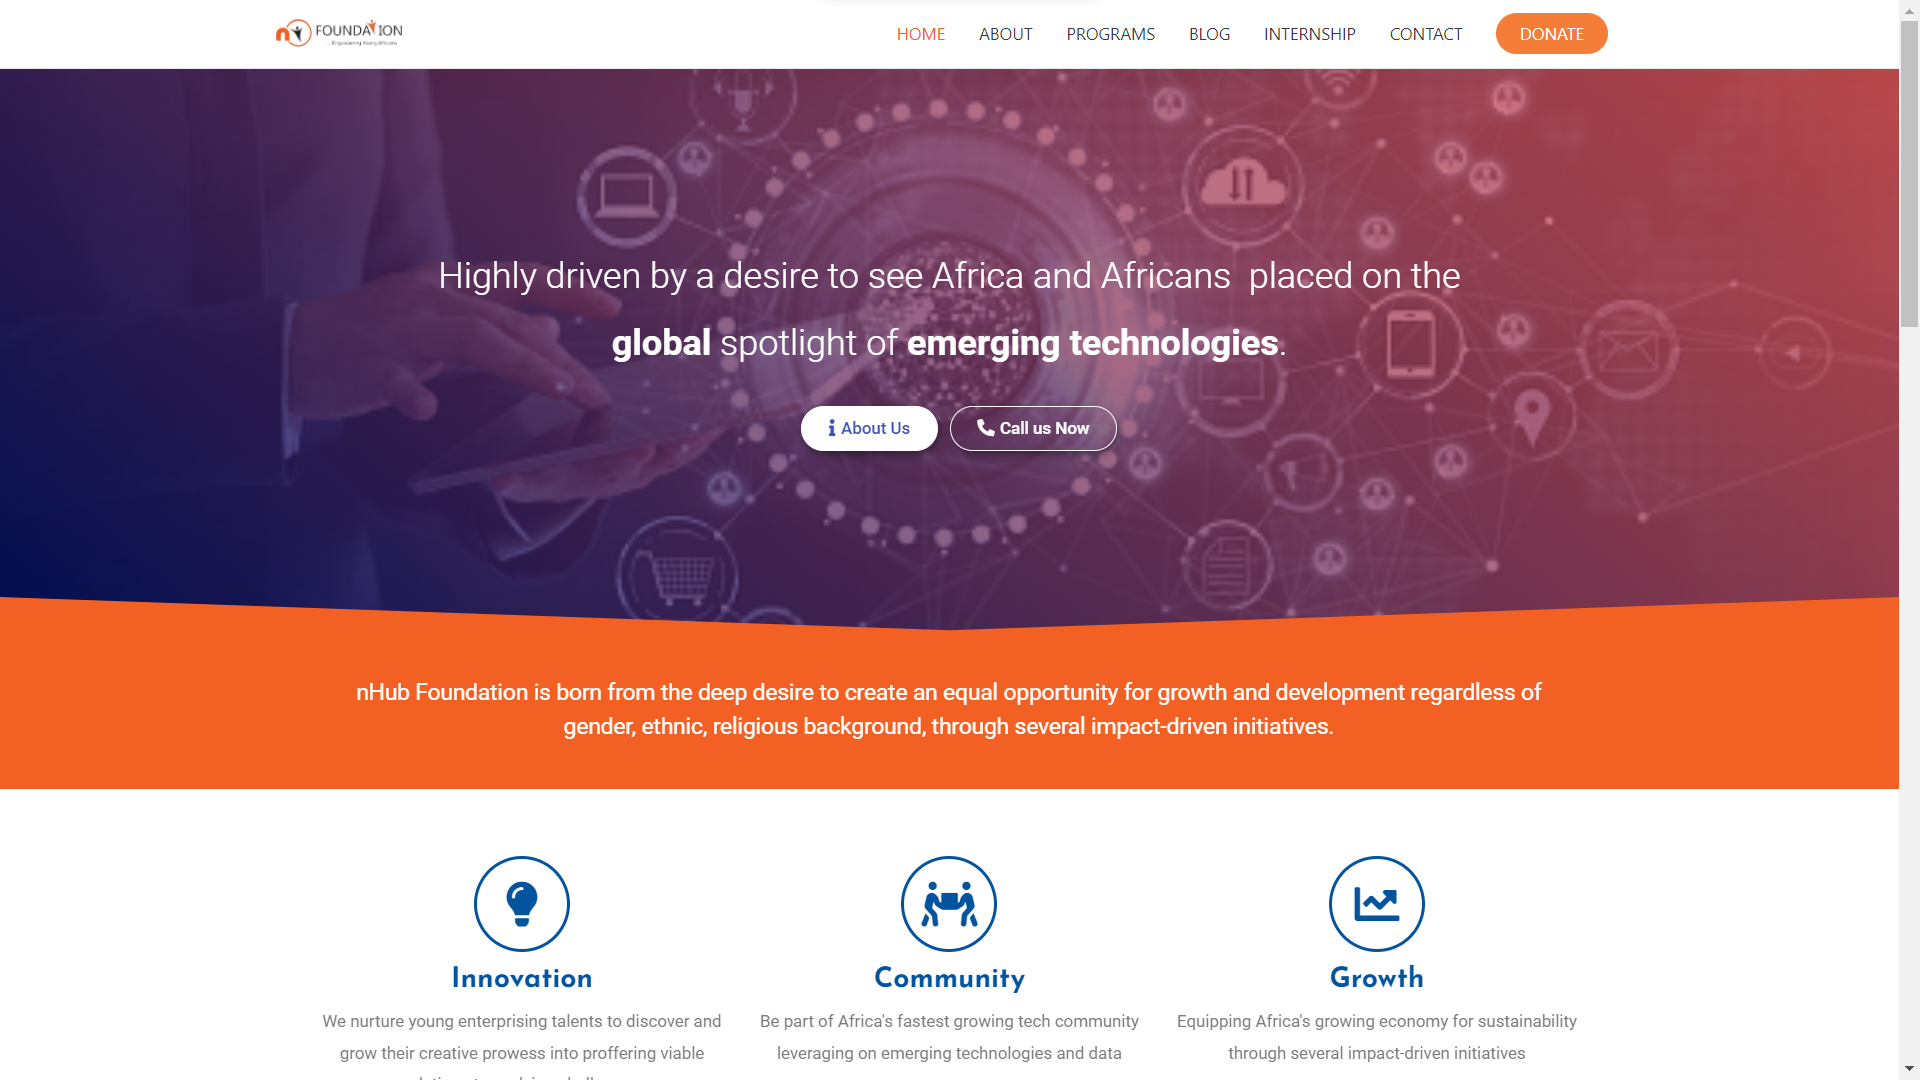 FOUNDATION
...Empowering Young Africans
HOME ABOUT PROGRAMS BLOG INTERNSHIP CONTACT DONATE
Highly driven by a desire to see Africa and Africans placed on the
global spotlight of emerging technologies.
About Us Call us Now
nHub Foundation is born from the deep desire to create an equal opportunity for growth and development regardless of
gender, ethnic, religious background, through several impact-driven initiatives.
Innovation
We nurture young enterprising talents to discover and
grow their creative prowess into proffering viable
Community
Be part of Africa's fastest growing tech community
leveraging on emerging technologies and data
Growth
Equipping Africa's growing economy for sustainability
through several impact-driven initiatives